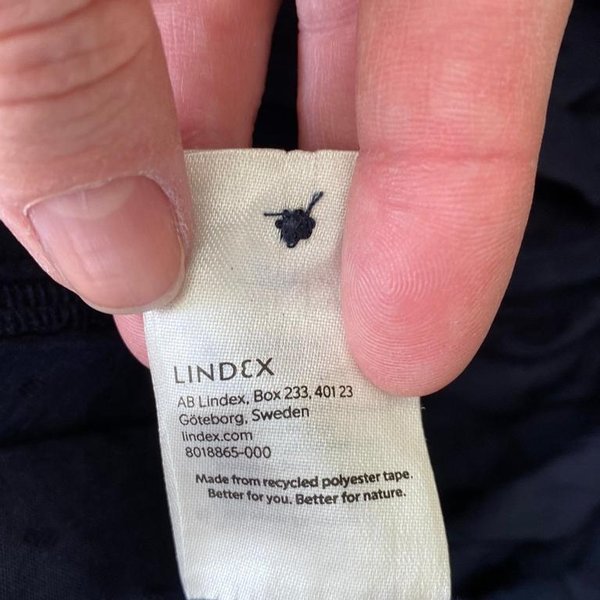 LINDEX
AB Lindex, Box 233, 401 23
Göteborg, Sweden
lindex.com
8018865-000
Made from recycled polyester tape.
Better for you. Better for nature.